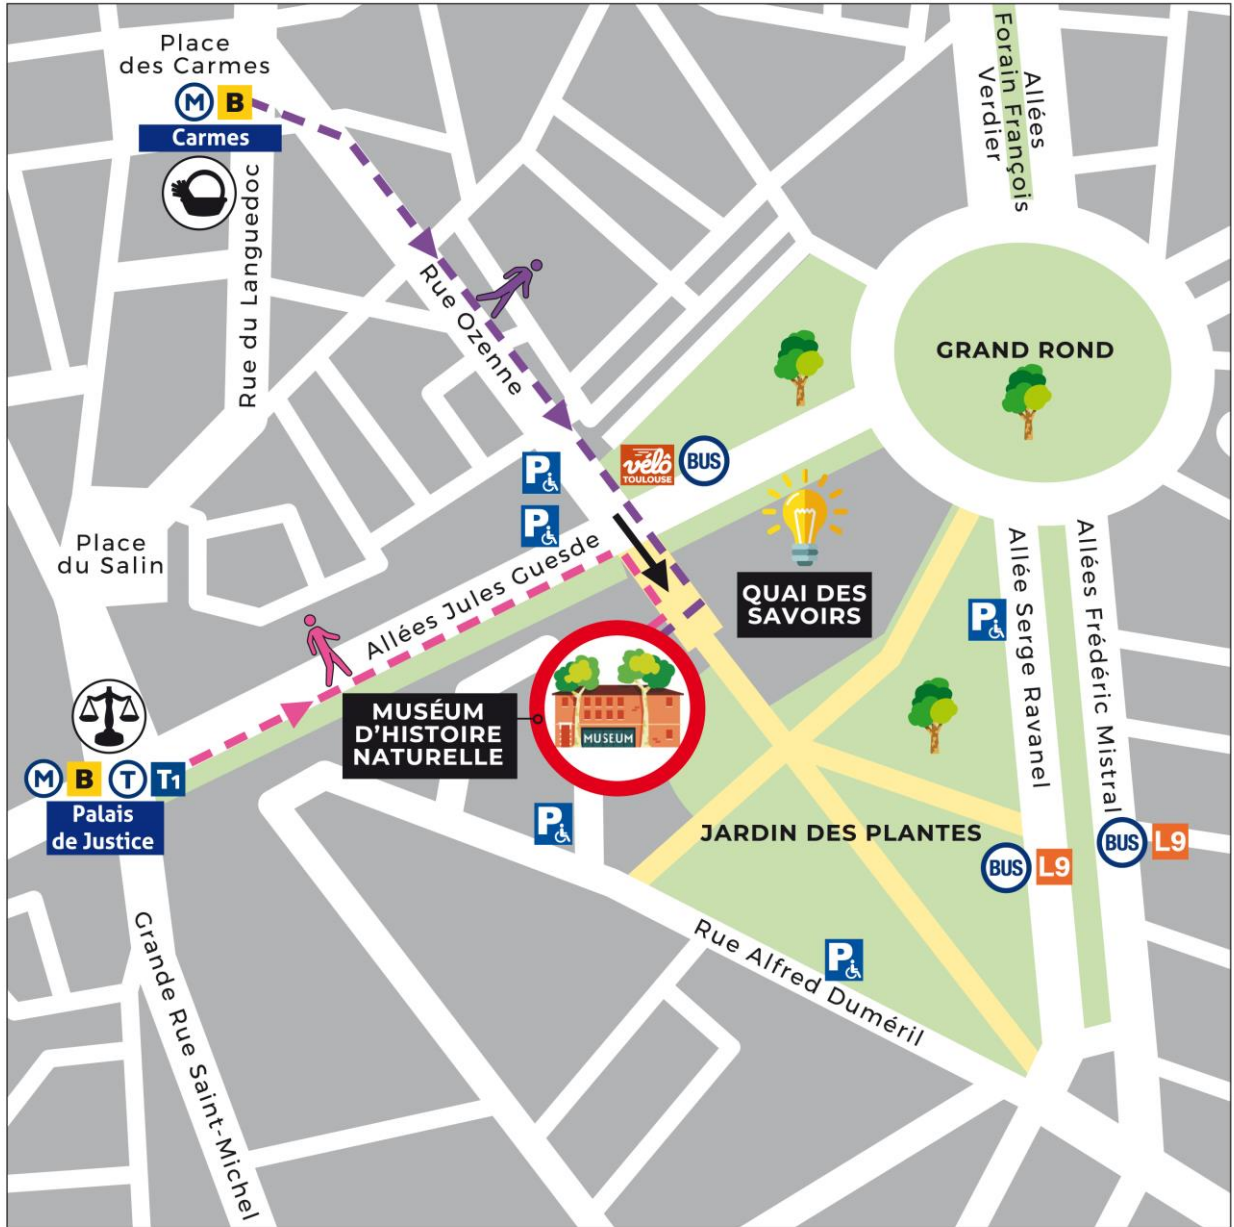 Place
des Carmes
M B
Carmes
Rue du Languedoc
Rue Ozenne
Allées
Forain François
Verdier
GRAND ROND
P
P
vélô
TOULOUSE
BUS
Place
du Salin
Allées Jules Guesde
QUAI DES
SAVOIRS
P
Allée Serge Ravanel
Allées Frédéric Mistral
MUSÉUM
D'HISTOIRE
NATURELLE
MUSEUM
M B T T1
Palais
de Justice
P
JARDIN DES PLANTES
BUS L9
BUS L9
Grande Rue Saint-Michel
Rue Alfred Duméril
P